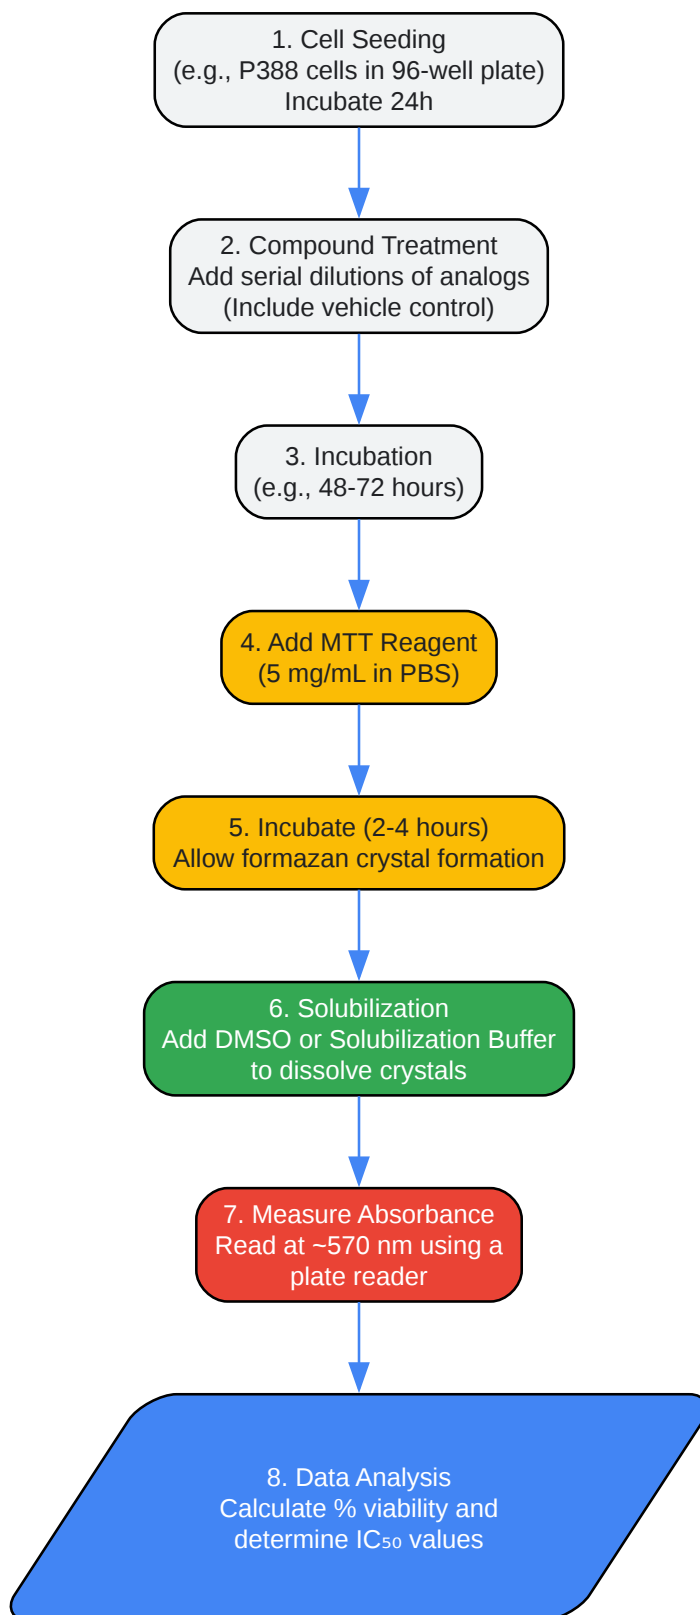 1. Cell Seeding
(e.g., P388 cells in 96-well plate)
Incubate 24h
2. Compound Treatment
Add serial dilutions of analogs
(Include vehicle control)
3. Incubation
(e.g., 48-72 hours)
4. Add MTT Reagent
(5 mg/mL in PBS)
5. Incubate (2-4 hours)
Allow formazan crystal formation
6. Solubilization
Add DMSO or Solubilization Buffer
to dissolve crystals
7. Measure Absorbance
Read at ~570 nm using a
plate reader
8. Data Analysis
Calculate % viability and
determine IC₅₀ values